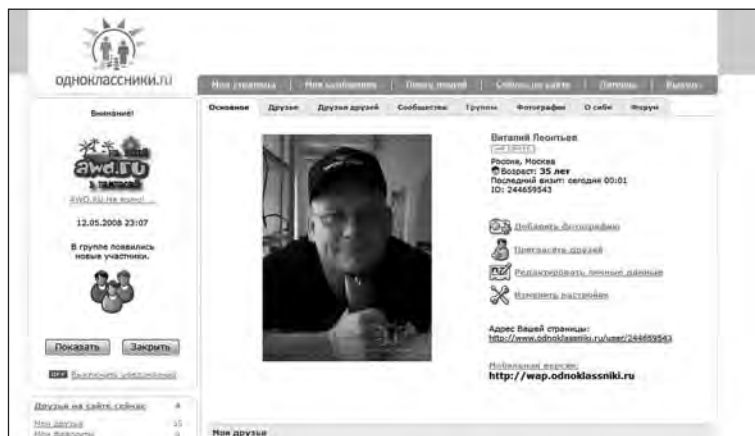 одноклассники.ru
Моя страница | Мои сообщения | Поиск людей | Сейчас на сайте | Помощь | Выход
Основное Друзья Друзья друзей Сообщества Группы Фотографии О себе Форум
Внимание!
awd.ru
12.05.2008 23:07
В группе появились
новые участники.
Показать Закрыть
OFF Выключить уведомления
Друзья на сайте сейчас 4
Мои друзья
Мои фавориты
Виталий Леонтьев
Россия, Москва
Возраст: 35 лет
Последний визит: сегодня 00:01
ID: 244659543
Добавить фотографию
Пригласить друзей
Редактировать личные данные
Изменить настройки
Адрес Вашей страницы:
http://www.odnoklassniki.ru/user/244659543
Мобильная версия:
http://wap.odnoklassniki.ru
Мои друзья